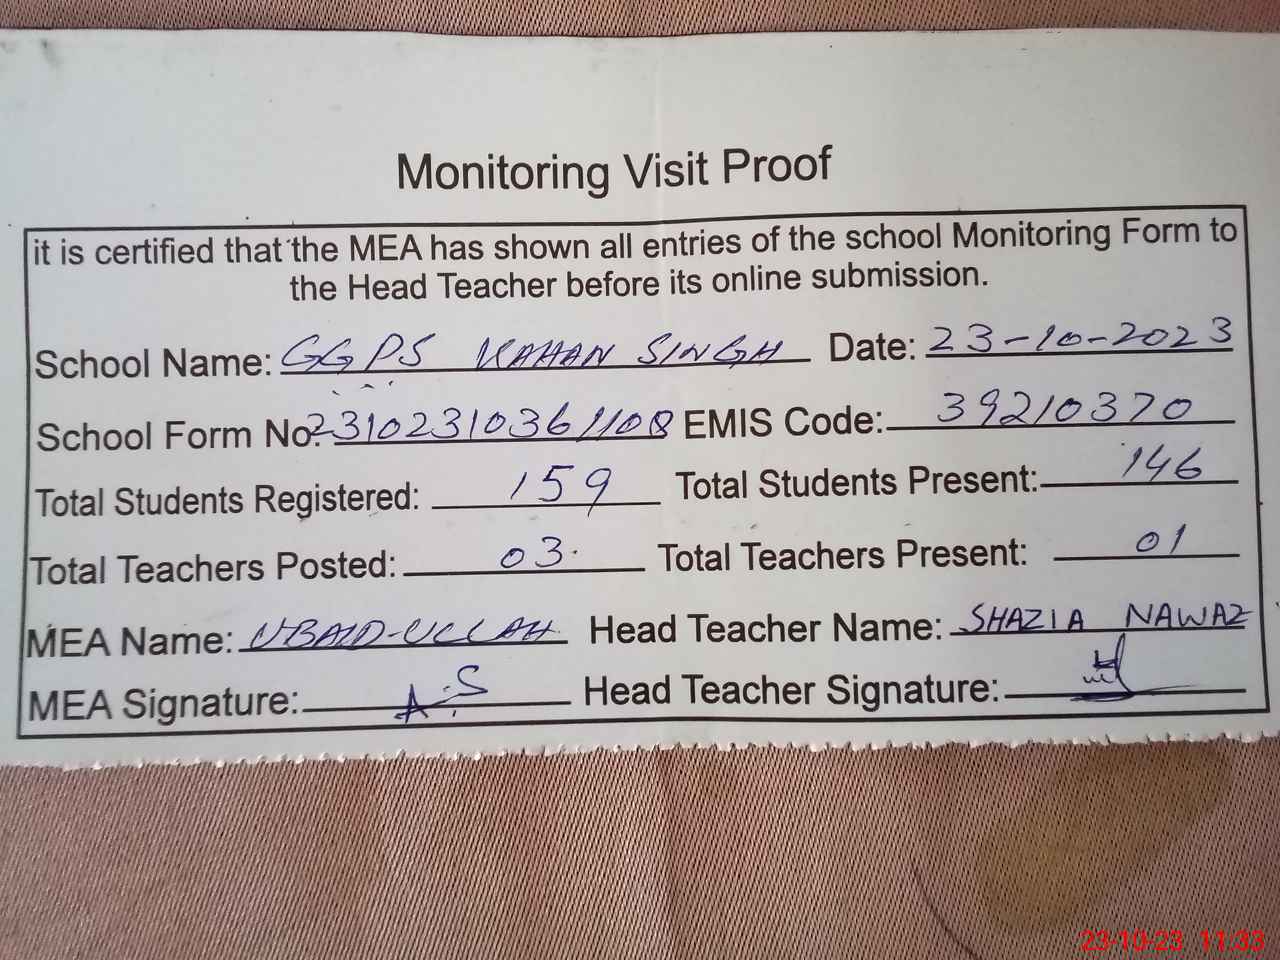 Monitoring Visit Proof
it is certified that the MEA has shown all entries of the school Monitoring Form to
the Head Teacher before its online submission.
School Name: GGPS KAHAN SINGH Date: 23-10-2023
School Form No: 23102310361108 EMIS Code: 39210370
Total Students Registered: 159 Total Students Present: 146
Total Teachers Posted: 03. Total Teachers Present: 01
MEA Name: UBAID-ULLAH Head Teacher Name: SHAZIA NAWAZ
MEA Signature: A.S Head Teacher Signature:
23-10-23 11:33